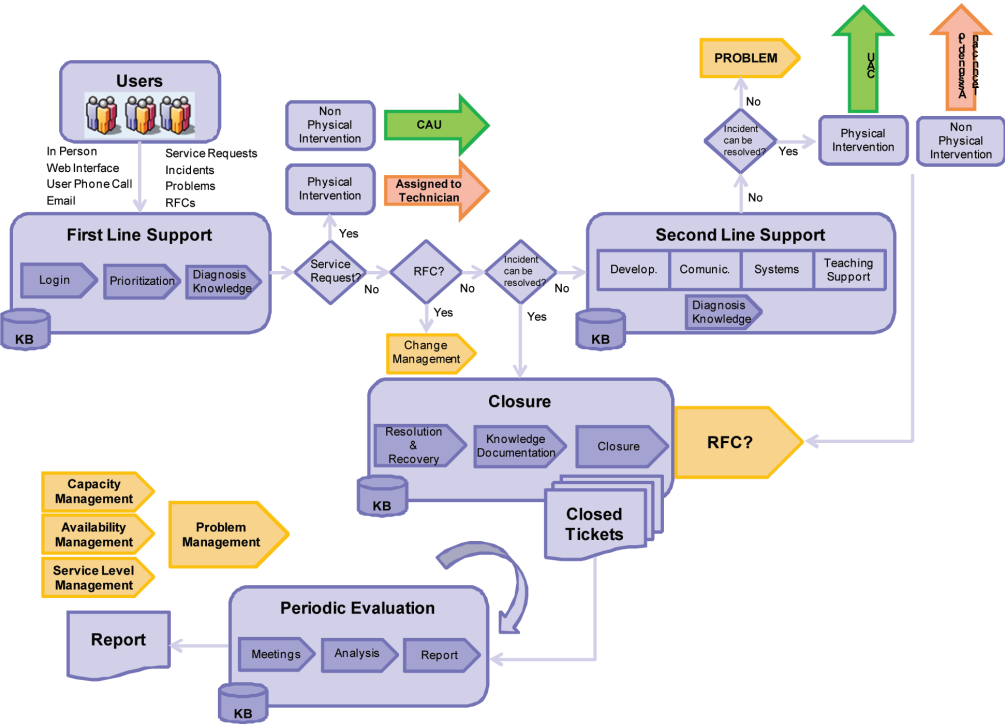 Users
In Person
Web Interface
User Phone Call
Email
Service Requests
Incidents
Problems
RFCs
First Line Support
Login
Prioritization
Diagnosis
Knowledge
KB
Non
Physical
Intervention
CAU
Physical
Intervention
Assigned to
Technician
Yes
Service
Request?
No
RFC?
No
Yes
Change
Management
Incident
can be
resolved?
No
Yes
PROBLEM
No
Incident
can be
resolved?
Yes
No
UAC
Physical
Intervention
Non
Physical
Intervention
Second Line Support
Develop.
Comunic.
Systems
Teaching
Support
Diagnosis
Knowledge
KB
Closure
Resolution
&
Recovery
Knowledge
Documentation
Closure
KB
RFC?
Closed
Tickets
Capacity
Management
Availability
Management
Service Level
Management
Problem
Management
Periodic Evaluation
Meetings
Analysis
Report
KB
Report